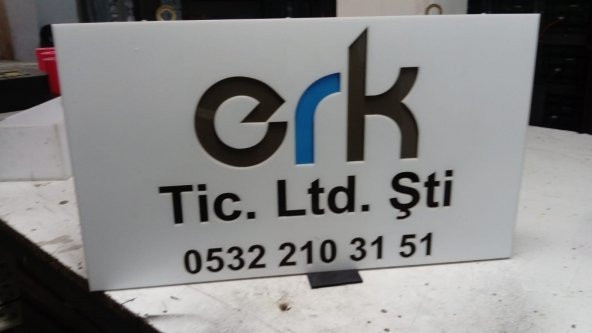 erk
Tic. Ltd. Şti
0532 210 31 51